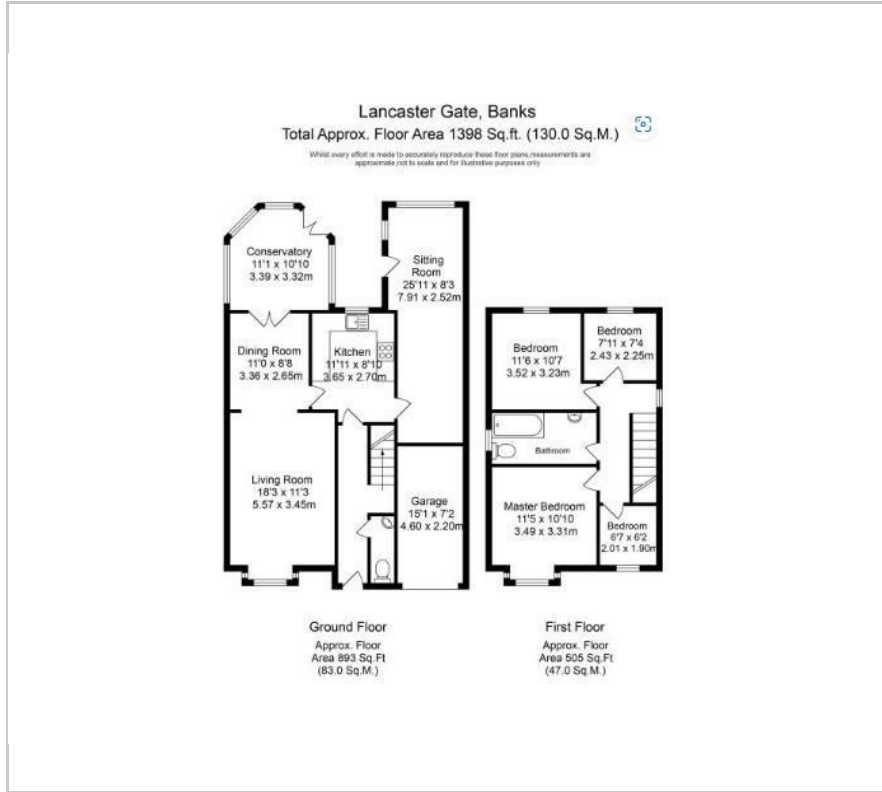 Lancaster Gate, Banks
Total Approx. Floor Area 1398 Sq.ft. (130.0 Sq.M.)
Whilst every effort is made to accurately reproduce these floor plans,measurements are
approximate,not to scale and for illustrative purposes only
Conservatory
11'1 x 10'10
3.39 x 3.32m
Sitting
Room
25'11 x 8'3
7.91 x 2.52m
Dining Room
11'0 x 8'8
3.36 x 2.65m
Kitchen
11'11 x 8'10
3.65 x 2.70m
Living Room
18'3 x 11'3
5.57 x 3.45m
Garage
15'1 x 7'2
4.60 x 2.20m
Bedroom
11'6 x 10'7
3.52 x 3.23m
Bedroom
7'11 x 7'4
2.43 x 2.25m
Bathroom
Master Bedroom
11'5 x 10'10
3.49 x 3.31m
Bedroom
6'7 x 6'2
2.01 x 1.90m
Ground Floor
Approx. Floor
Area 893 Sq.Ft
(83.0 Sq.M.)
First Floor
Approx. Floor
Area 505 Sq.Ft
(47.0 Sq.M.)